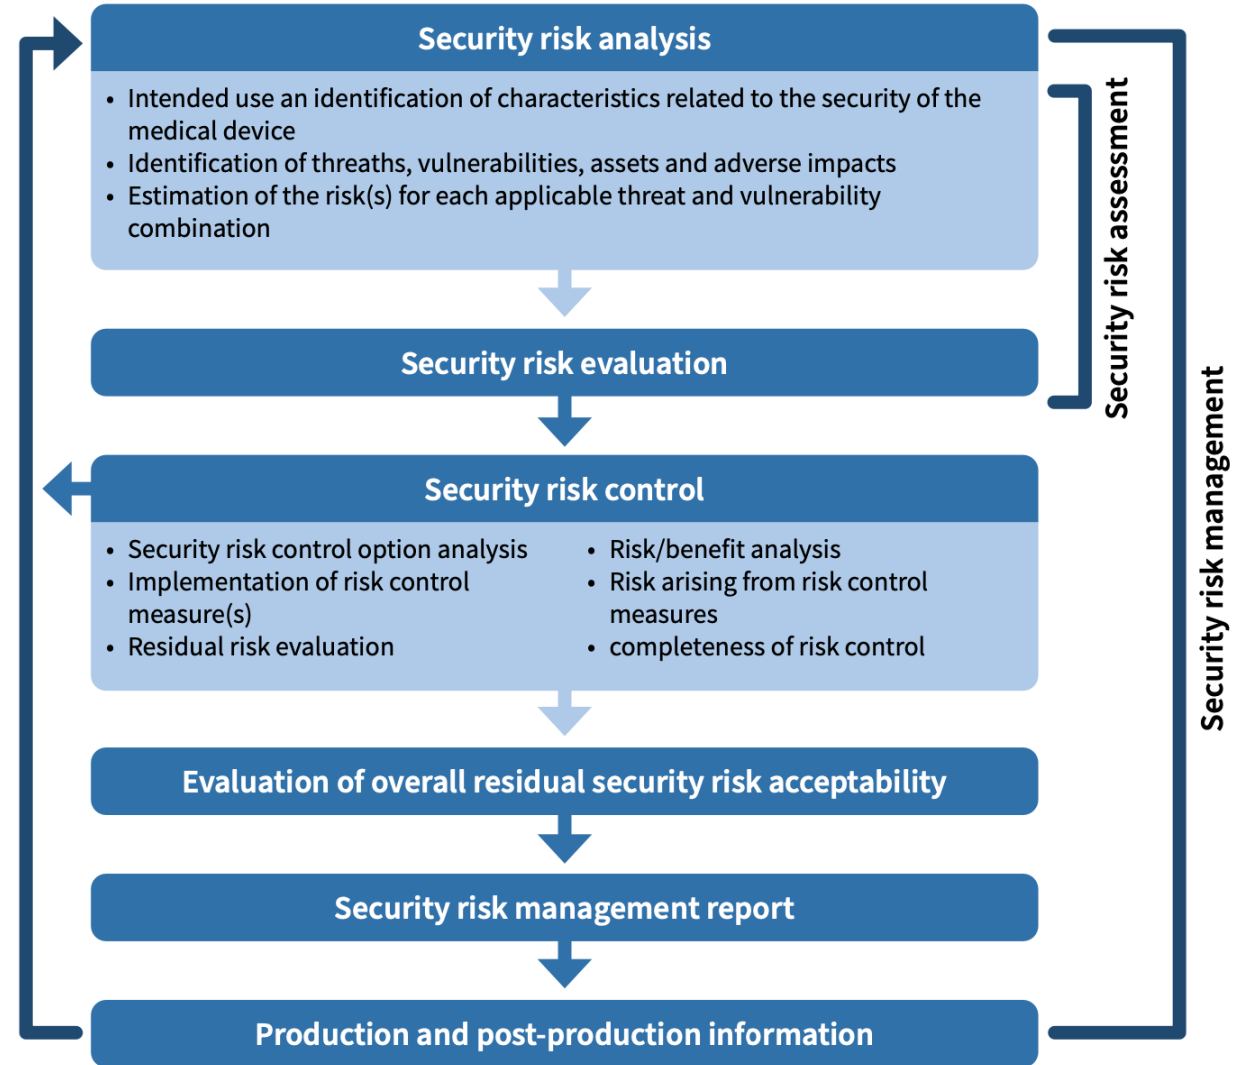 Security risk analysis
• Intended use an identification of characteristics related to the security of the
medical device
• Identification of threaths, vulnerabilities, assets and adverse impacts
• Estimation of the risk(s) for each applicable threat and vulnerability
combination
Security risk evaluation
Security risk control
• Security risk control option analysis
• Implementation of risk control
measure(s)
• Residual risk evaluation
• Risk/benefit analysis
• Risk arising from risk control
measures
• completeness of risk control
Evaluation of overall residual security risk acceptability
Security risk management report
Production and post-production information
Security risk assessment
Security risk management